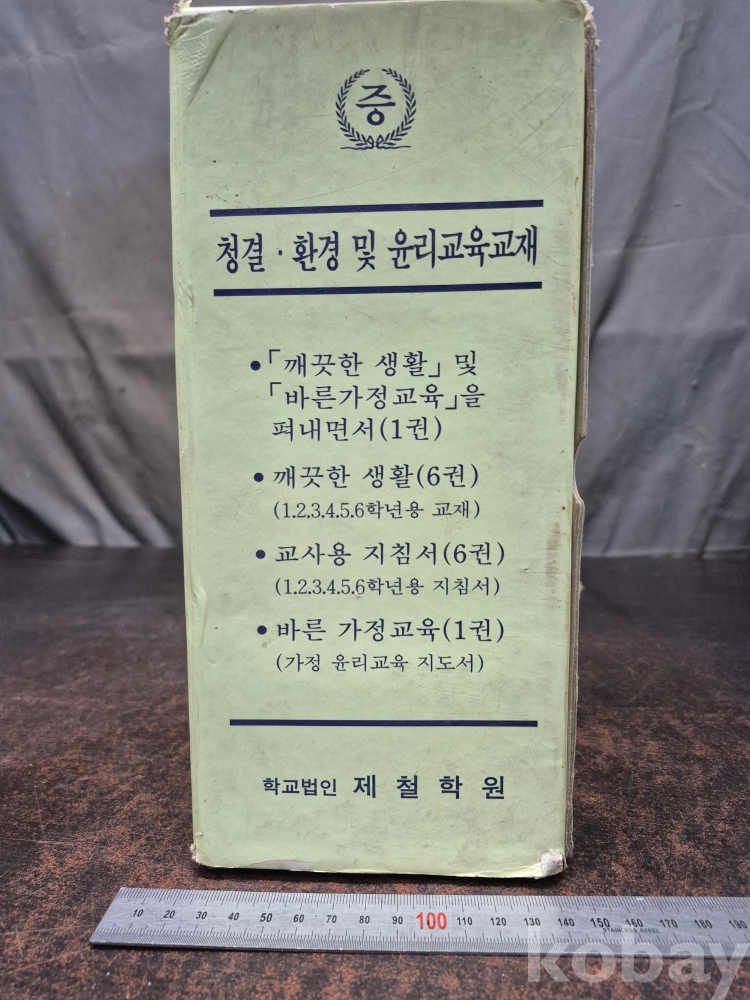 증
청결 · 환경 및 윤리교육교재
•「깨끗한 생활」 및
「바른가정교육」을
펴내면서(1권)
• 깨끗한 생활(6권)
(1.2.3.4.5.6학년용 교재)
• 교사용 지침서(6권)
(1.2.3.4.5.6학년용 지침서)
• 바른 가정교육(1권)
(가정 윤리교육 지도서)
학교법인 제 철 학 원
10 20 30 40 50 60 70 80 90 100 110 120 130 140 150 160 170 180 190
STAINLESS STEEL
kobay